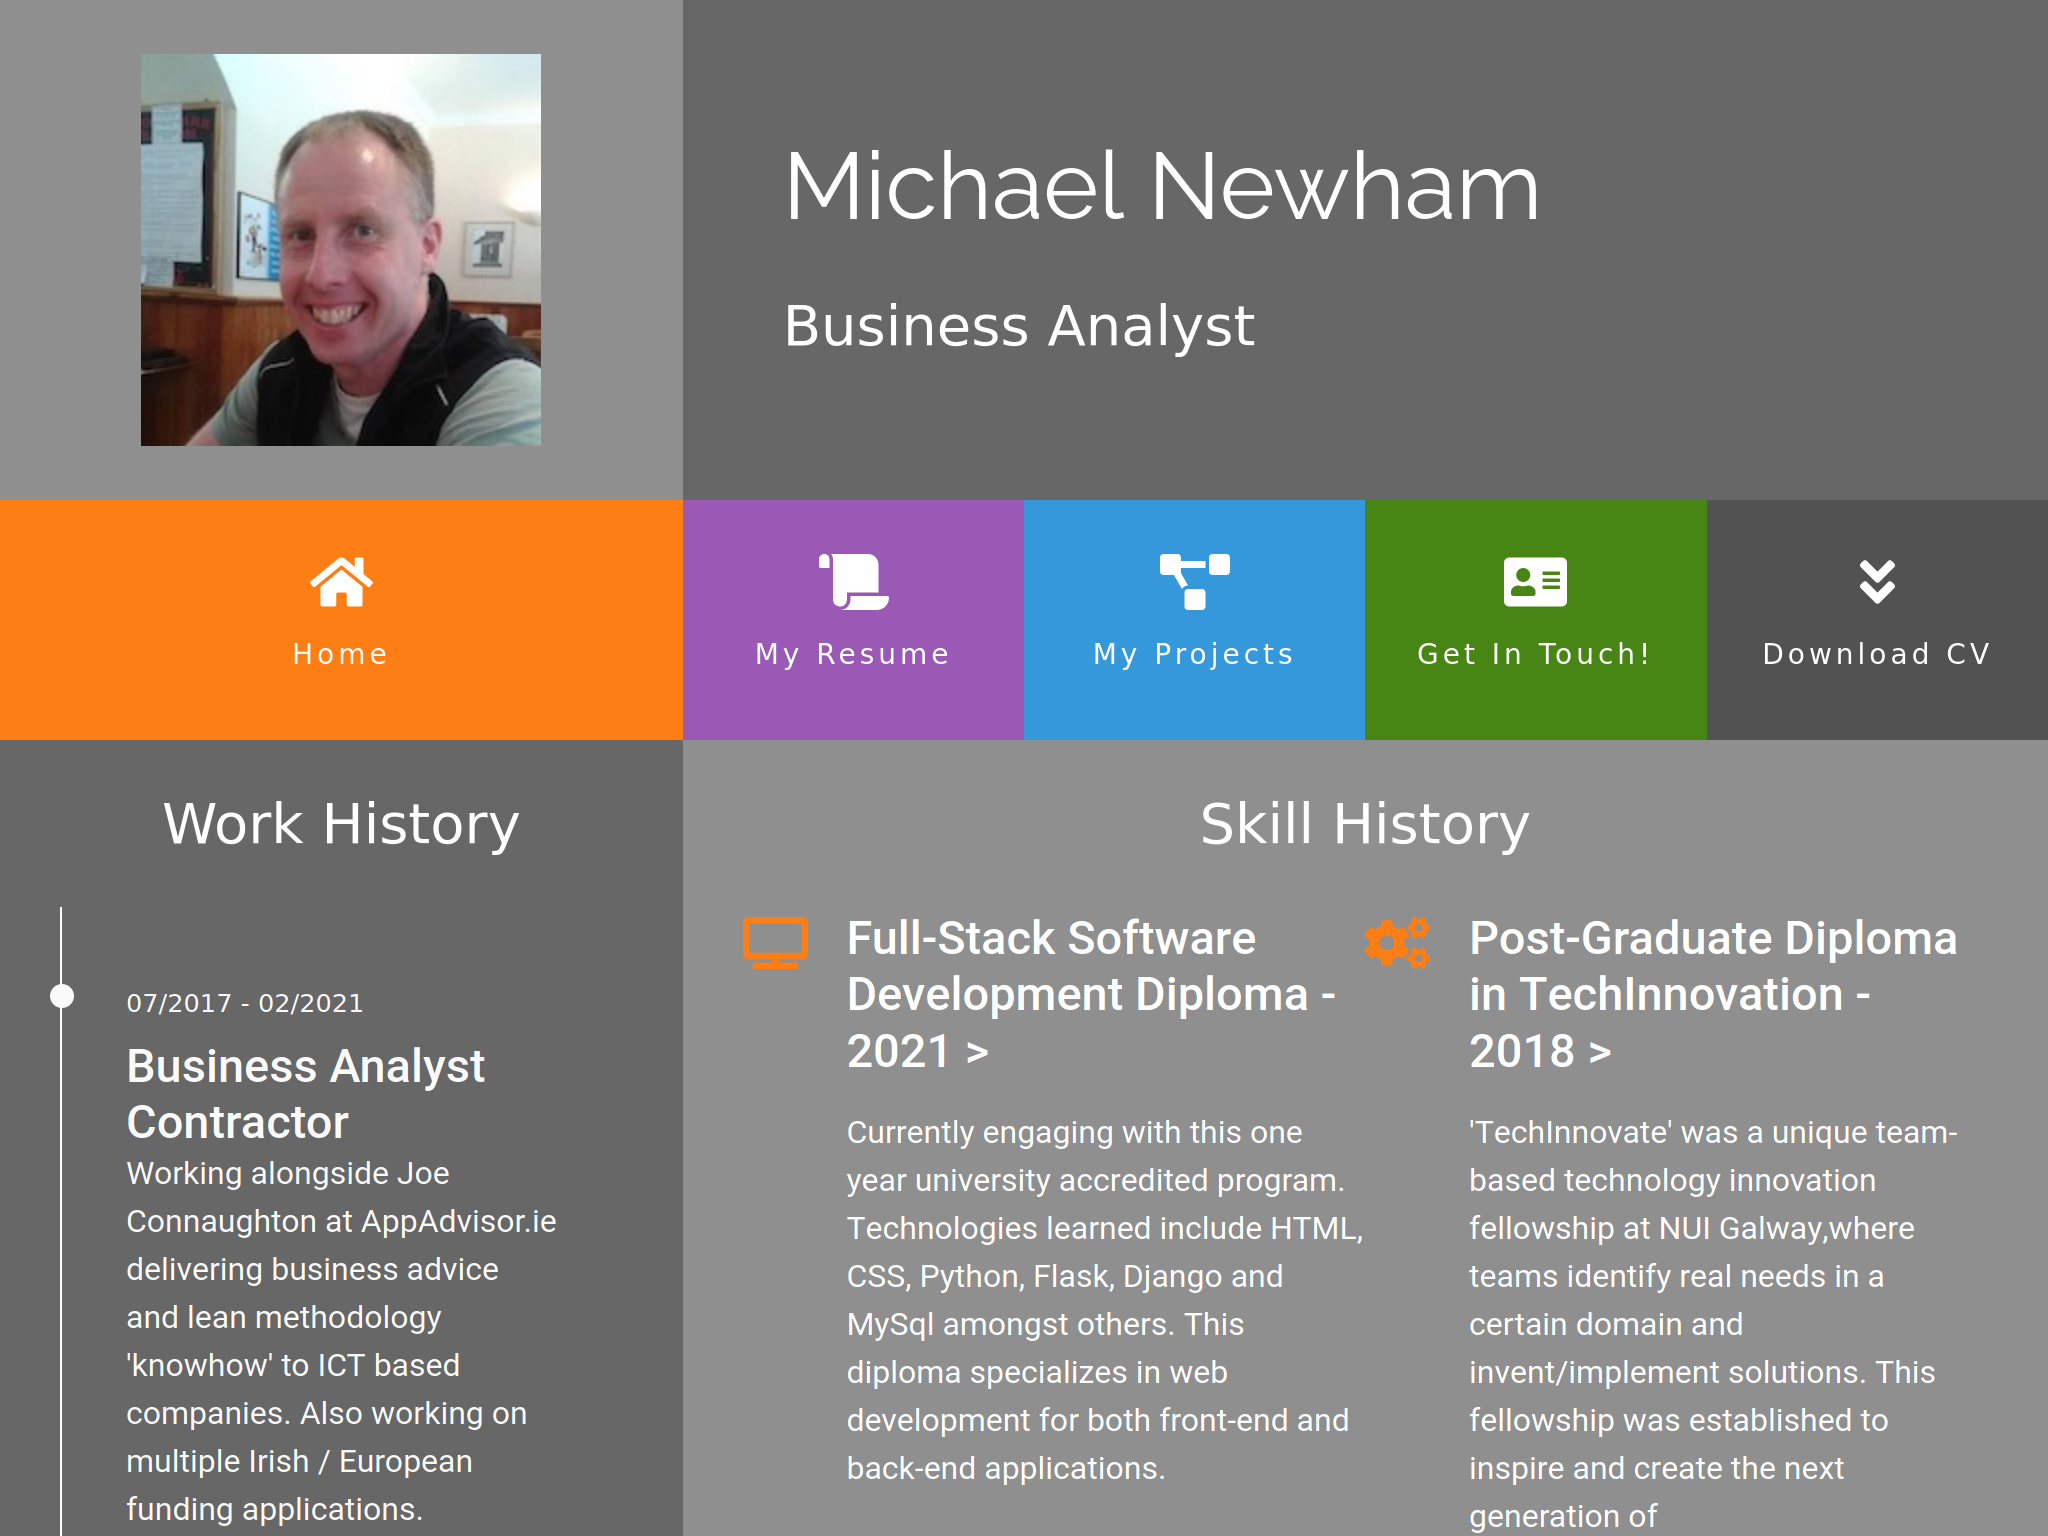 Michael Newham
Business Analyst
Home
My Resume
My Projects
Get In Touch!
Download CV
Work History
07/2017 - 02/2021
Business Analyst
Contractor
Working alongside Joe
Connaughton at AppAdvisor.ie
delivering business advice
and lean methodology
'knowhow' to ICT based
companies. Also working on
multiple Irish / European
funding applications.
Skill History
Full-Stack Software
Development Diploma -
2021 >
Currently engaging with this one
year university accredited program.
Technologies learned include HTML,
CSS, Python, Flask, Django and
MySql amongst others. This
diploma specializes in web
development for both front-end and
back-end applications.
Post-Graduate Diploma
in TechInnovation -
2018 >
'TechInnovate' was a unique team-
based technology innovation
fellowship at NUI Galway,where
teams identify real needs in a
certain domain and
invent/implement solutions. This
fellowship was established to
inspire and create the next
generation of